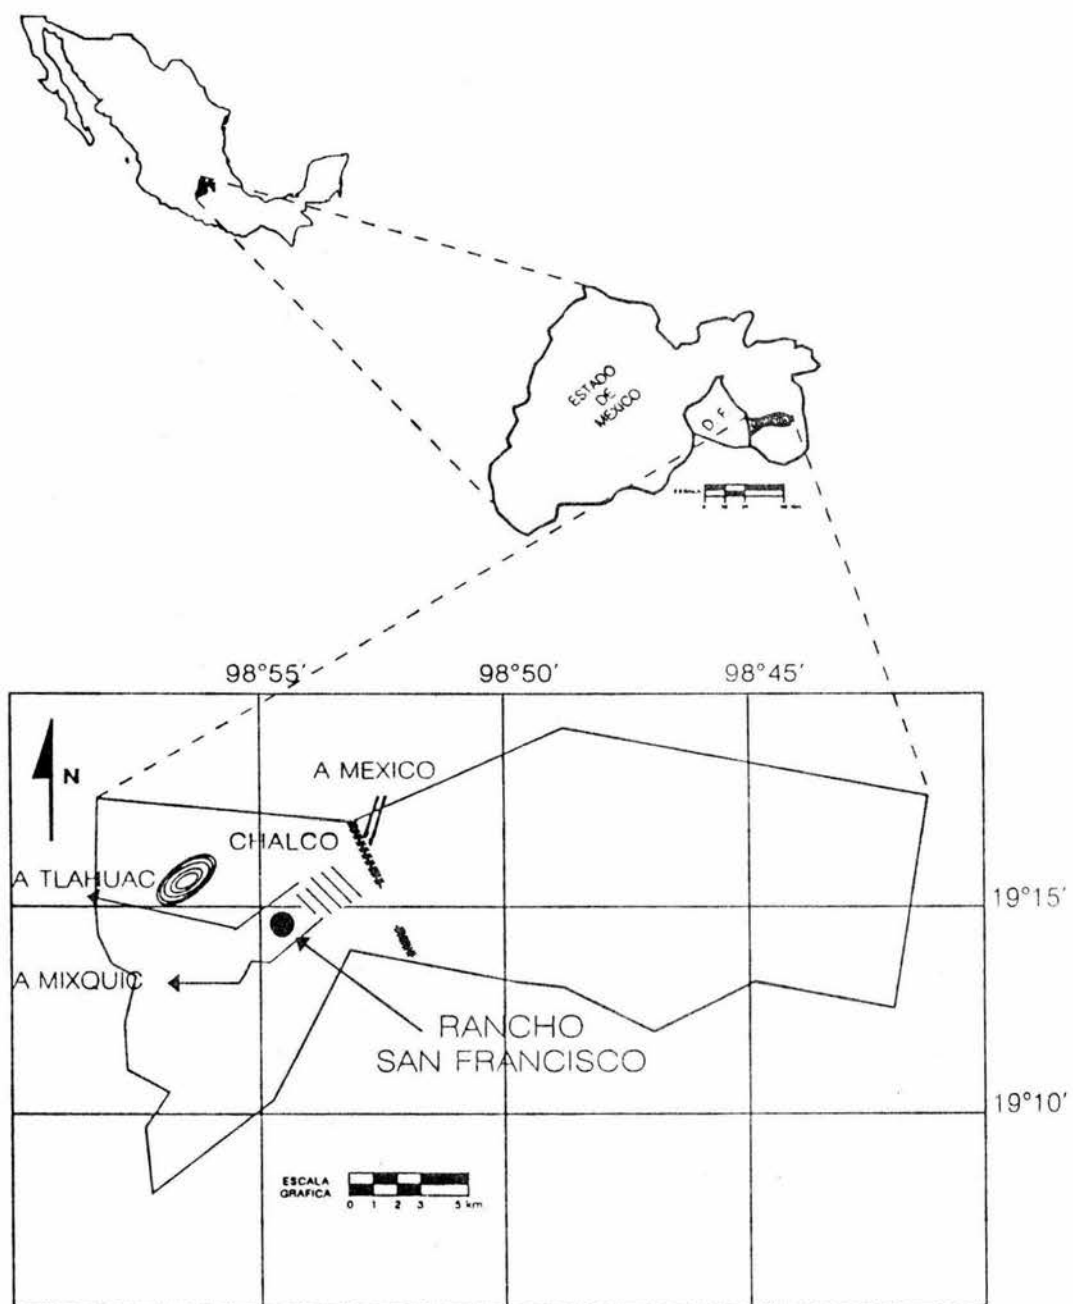 ESTADO
DE
MEXICO
D.F.
ESCALA
98°55' 98°50' 98°45'
N
A MEXICO
CHALCO
A TLAHUAC
19°15'
A MIXQUIC
RANCHO
SAN FRANCISCO
19°10'
ESCALA
GRAFICA
0 1 2 3 5 km